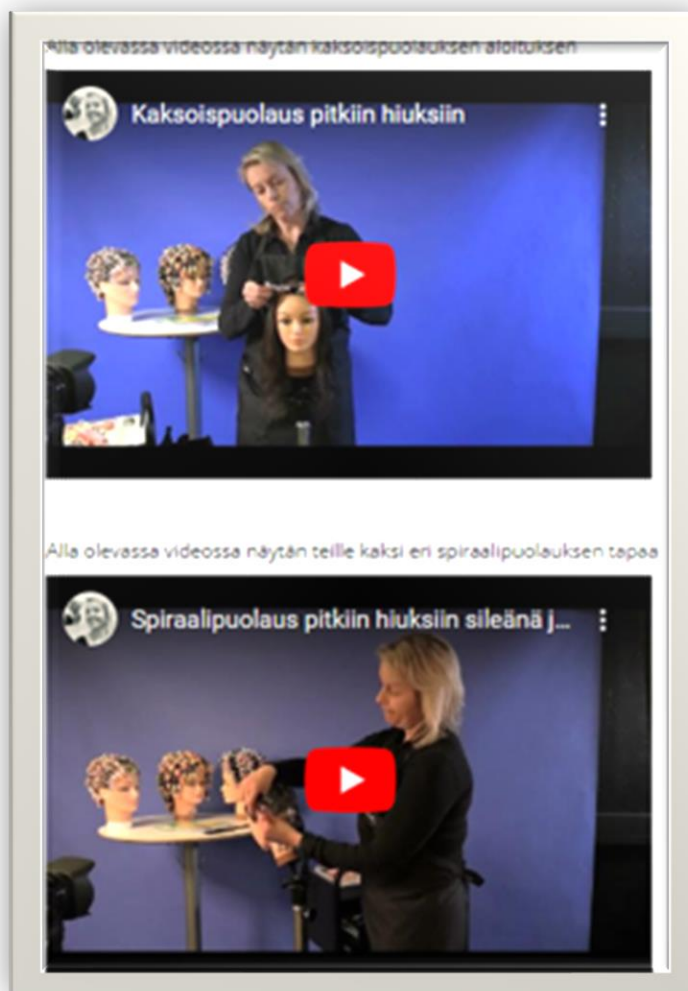 Alla olevassa videossa näytän kaksoispuolauksen aloituksen
Kaksoispuolaus pitkiin hiuksiin
Alla olevassa videossa näytän teille kaksi eri spiraalipuolauksen tapaa
Spiraalipuolaus pitkiin hiuksiin sileänä j...